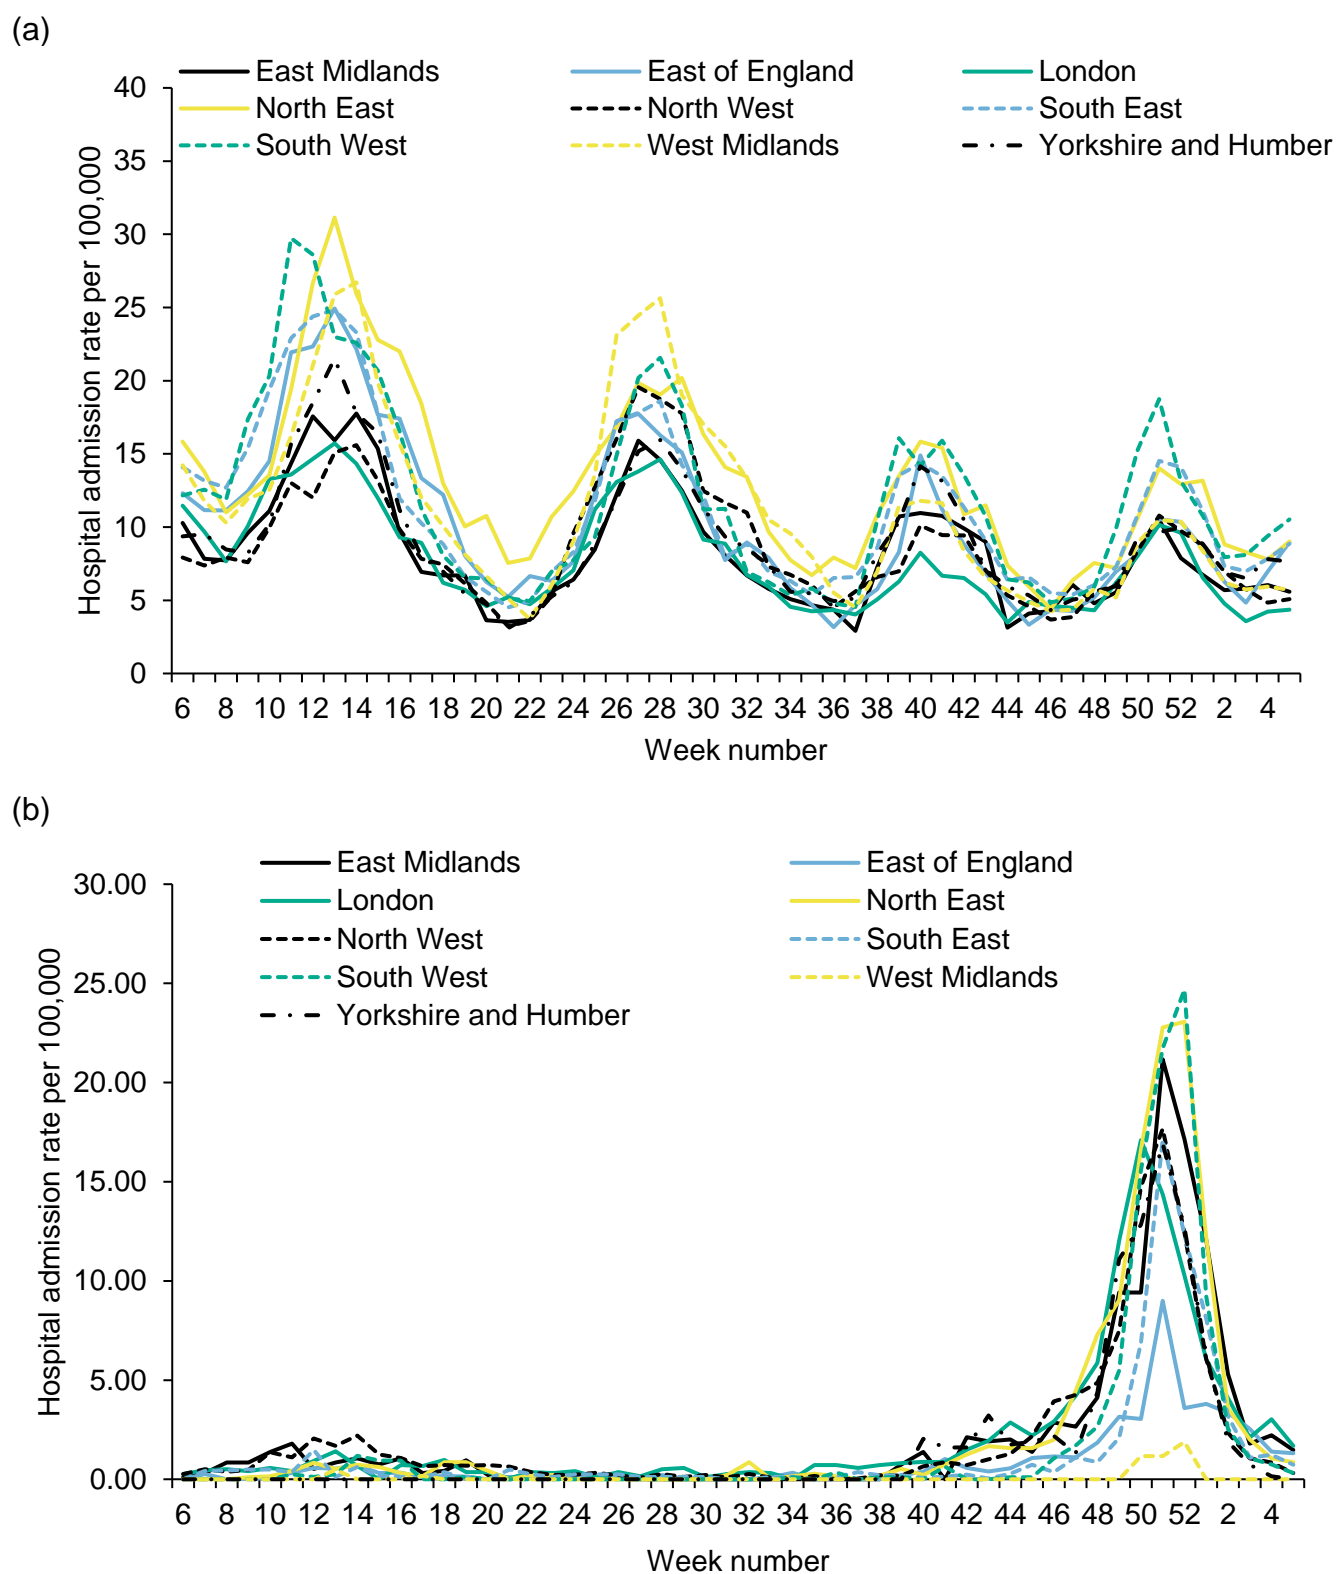 (a)
East Midlands East of England London
North East North West South East
South West West Midlands Yorkshire and Humber
Hospital admission rate per 100,000
40
35
30
25
20
15
10
5
0
6 8 10 12 14 16 18 20 22 24 26 28 30 32 34 36 38 40 42 44 46 48 50 52 2 4
Week number
(b)
East Midlands East of England
London North East
North West South East
South West West Midlands
Yorkshire and Humber
Hospital admission rate per 100,000
30.00
25.00
20.00
15.00
10.00
5.00
0.00
6 8 10 12 14 16 18 20 22 24 26 28 30 32 34 36 38 40 42 44 46 48 50 52 2 4
Week number